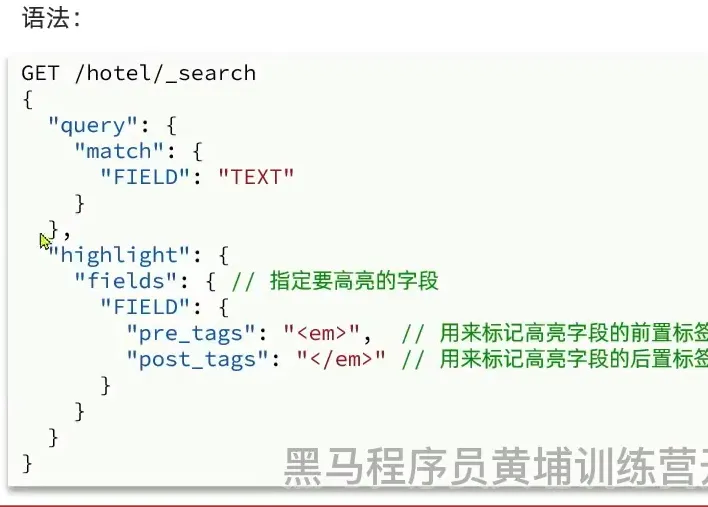 语法：
GET /hotel/_search
{
  "query": {
    "match": {
      "FIELD": "TEXT"
    }
  },
  "highlight": {
    "fields": { // 指定要高亮的字段
      "FIELD": {
        "pre_tags": "<em>",  // 用来标记高亮字段的前置标签
        "post_tags": "</em>" // 用来标记高亮字段的后置标签
      }
    }
  }
}
黑马程序员黄埔训练营